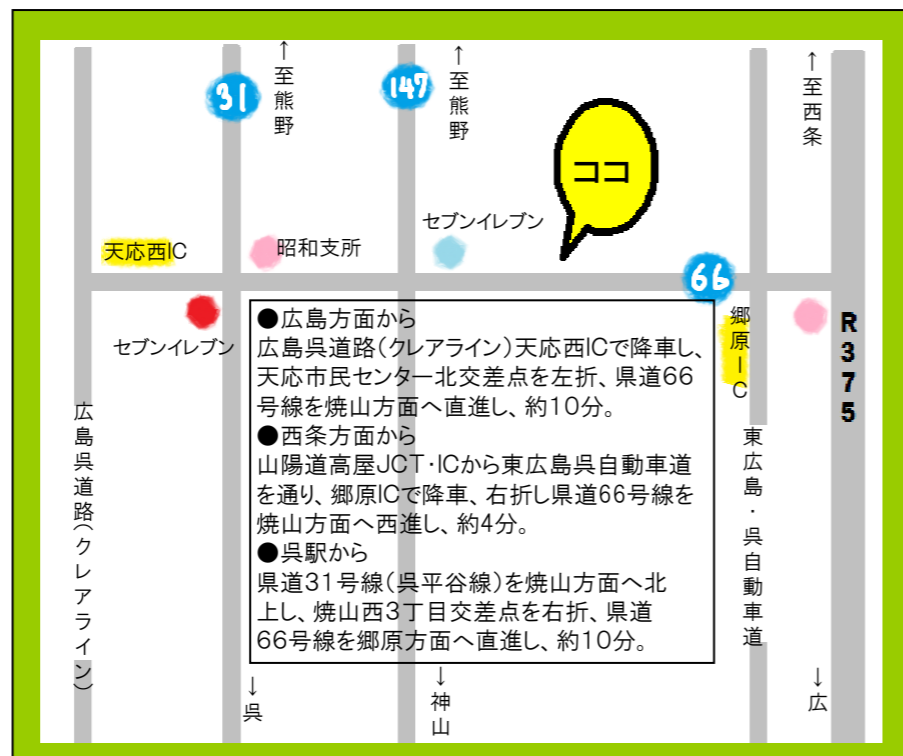 ↑至熊野
↑至熊野
↑至西条
31
147
ココ
セブンイレブン
天応西IC
昭和支所
66
セブンイレブン
郷原IC
R375
●広島方面から
広島呉道路(クレアライン)天応西ICで降車し、
天応市民センター北交差点を左折、県道66
号線を焼山方面へ直進し、約10分。
●西条方面から
山陽道高屋JCT・ICから東広島呉自動車道
を通り、郷原ICで降車、右折し県道66号線を
焼山方面へ西進し、約4分。
●呉駅から
県道31号線(呉平谷線)を焼山方面へ北
上し、焼山西3丁目交差点を右折、県道
66号線を郷原方面へ直進し、約10分。
広島呉道路(クレアライン)
東広島・呉自動車道
↓呉
↓神山
↓広